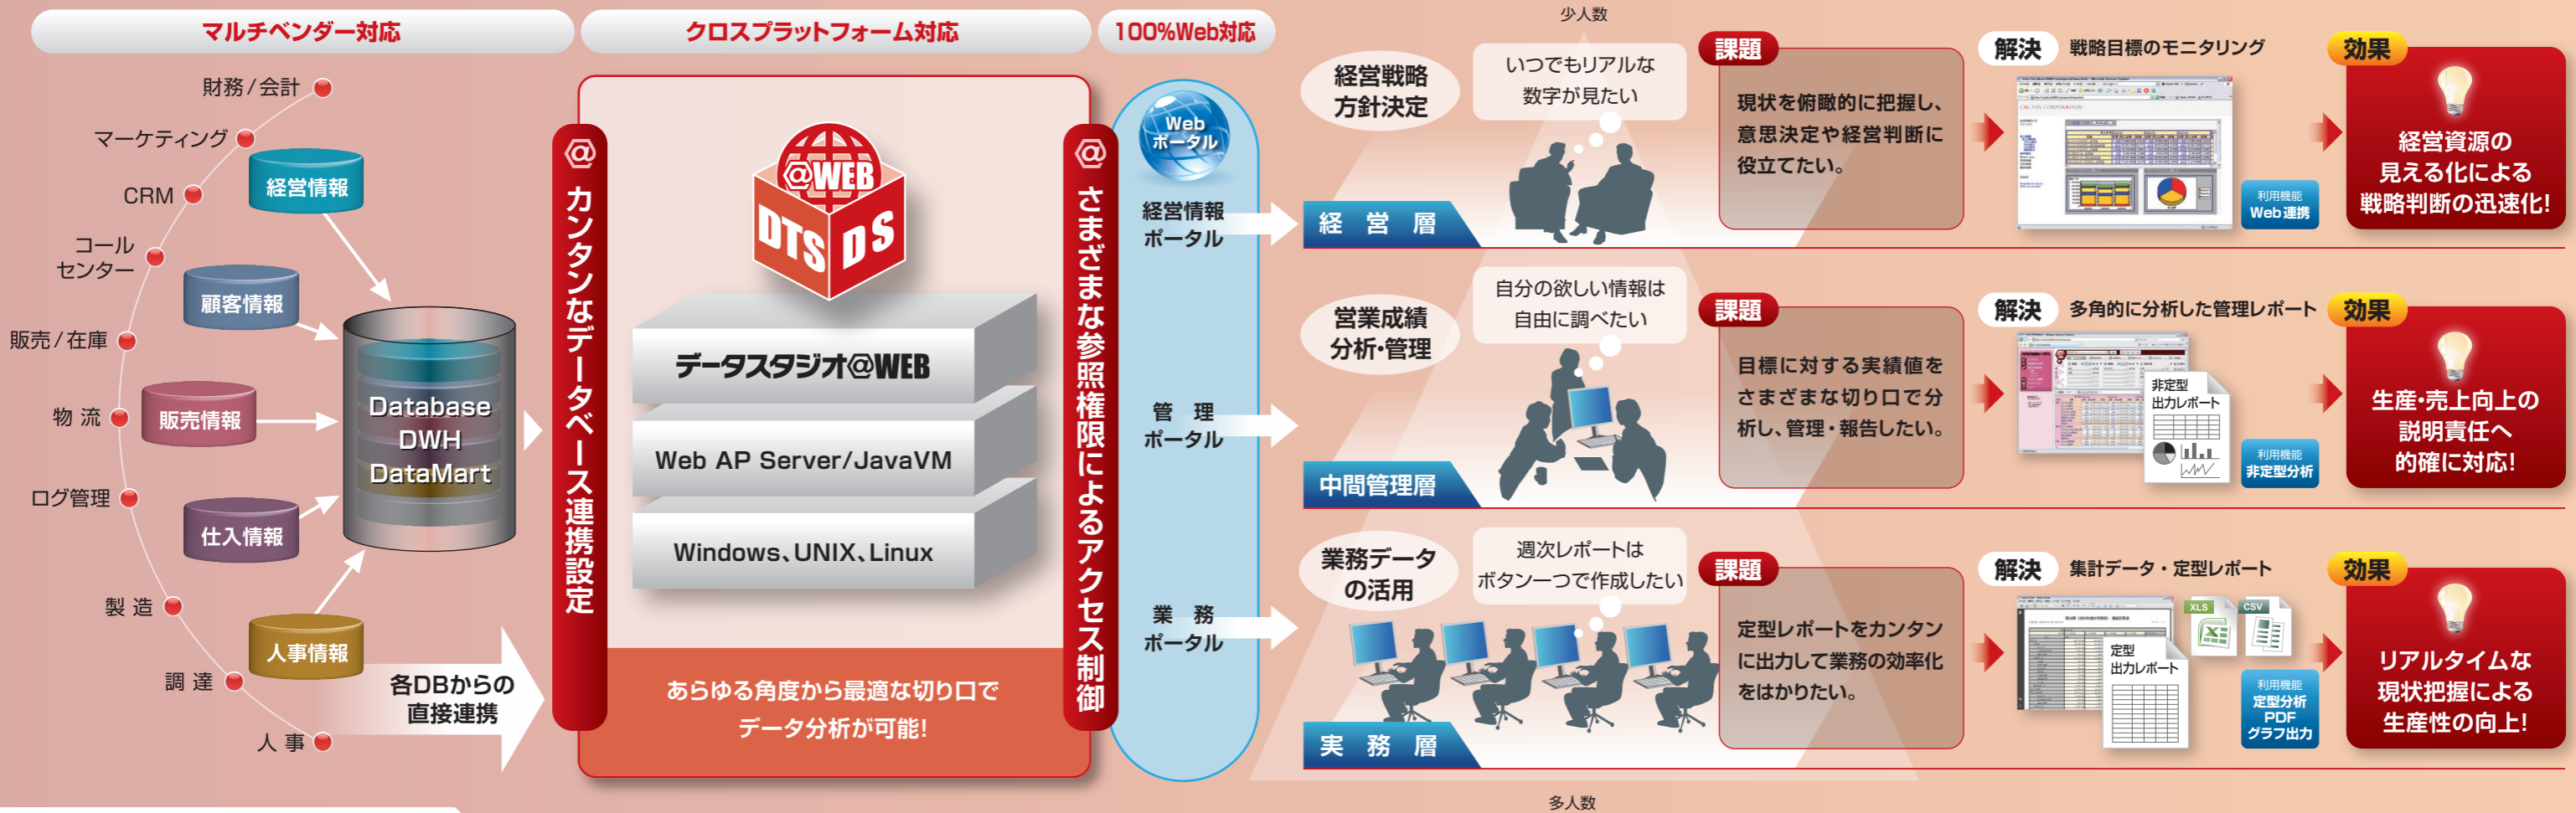 マルチベンダー対応
クロスプラットフォーム対応
100%Web対応
財務/会計
マーケティング
CRM
コール
センター
販売/在庫
物 流
ログ管理
製 造
調 達
人 事
経営情報
顧客情報
販売情報
仕入情報
人事情報
Database
DWH
DataMart
各DBからの
直接連携
@ カンタンなデータベース連携設定
@WEB
DTS
DS
データスタジオ@WEB
Web AP Server/JavaVM
Windows、UNIX、Linux
あらゆる角度から最適な切り口で
データ分析が可能!
@ さまざまな参照権限によるアクセス制御
Web
ポータル
経営情報
ポータル
管 理
ポータル
業 務
ポータル
少人数
経営戦略
方針決定
いつでもリアルな
数字が見たい
経 営 層
課題
現状を俯瞰的に把握し、
意思決定や経営判断に
役立てたい。
解決
戦略目標のモニタリング
CACTUS CORPORATION
利用機能
Web連携
効果
経営資源の
見える化による
戦略判断の迅速化!
営業成績
分析・管理
自分の欲しい情報は
自由に調べたい
中間管理層
課題
目標に対する実績値を
さまざまな切り口で分
析し、管理・報告したい。
解決
多角的に分析した管理レポート
非定型
出力レポート
利用機能
非定型分析
効果
生産・売上向上の
説明責任へ
的確に対応!
業務データ
の活用
週次レポートは
ボタン一つで作成したい
実 務 層
課題
定型レポートをカンタン
に出力して業務の効率化
をはかりたい。
解決
集計データ・定型レポート
XLS
CSV
定型
出力レポート
利用機能
定型分析
PDF
グラフ出力
効果
リアルタイムな
現状把握による
生産性の向上!
多人数